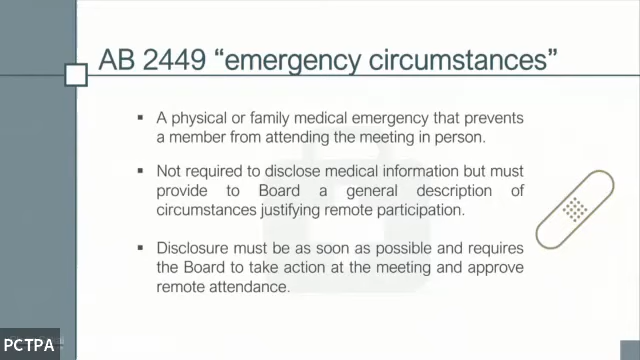 AB 2449 “emergency circumstances”
▪ A physical or family medical emergency that prevents
a member from attending the meeting in person.
▪ Not required to disclose medical information but must
provide to Board a general description of
circumstances justifying remote participation.
▪ Disclosure must be as soon as possible and requires
the Board to take action at the meeting and approve
remote attendance.
PCTPA